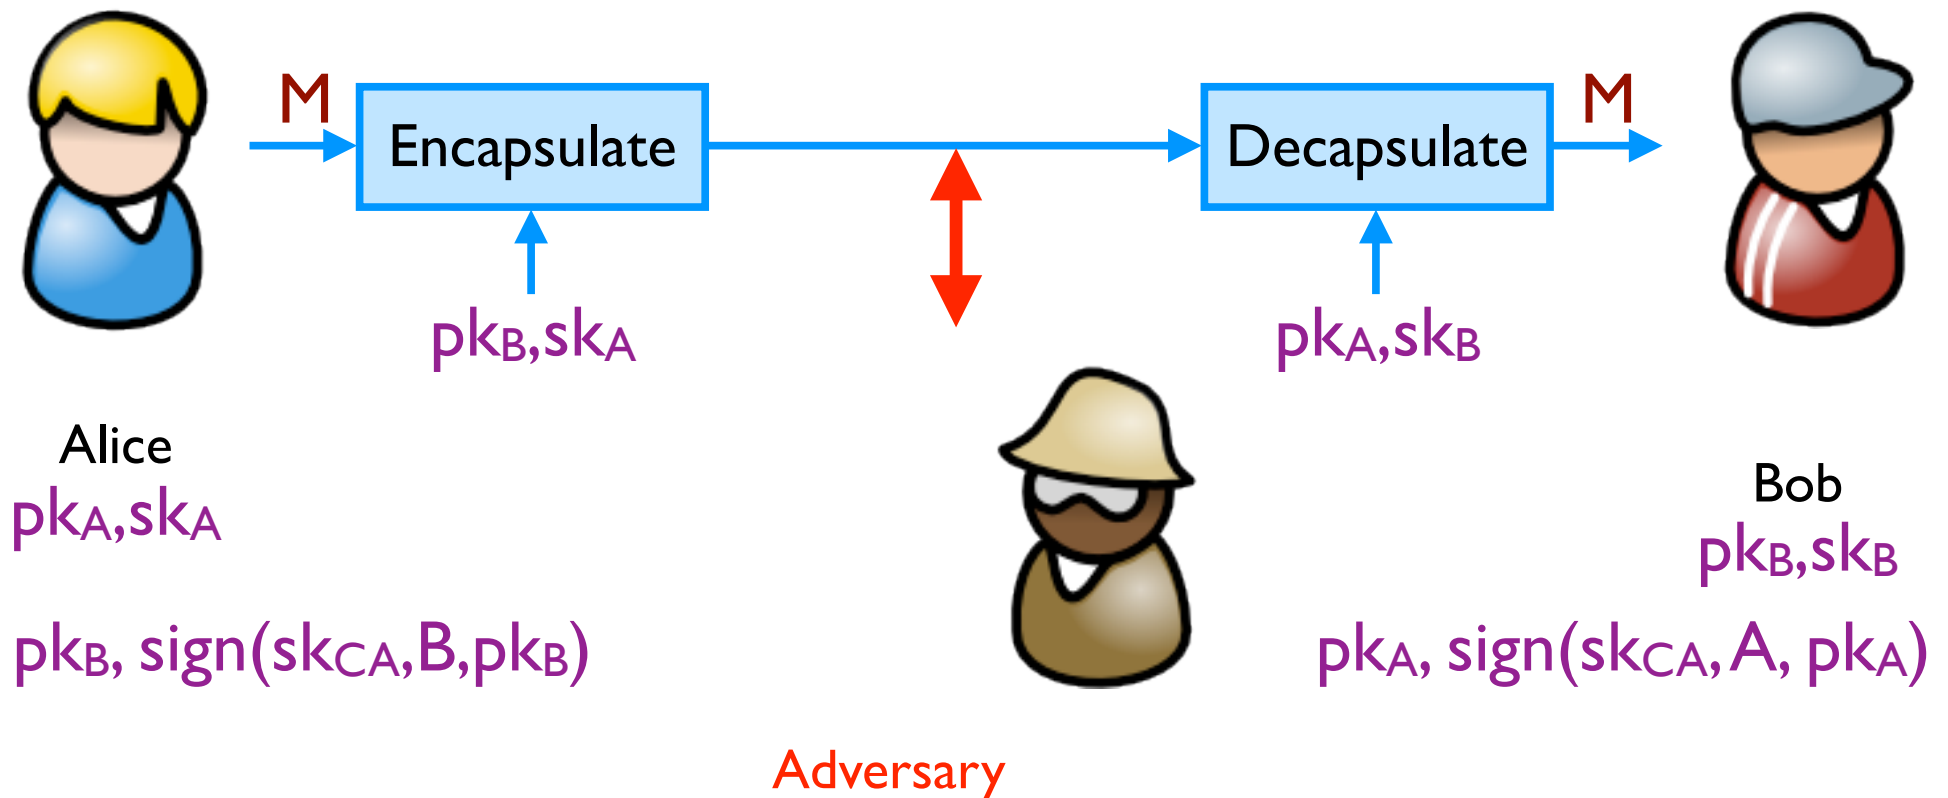 M
M
Encapsulate
Decapsulate
pkB,skA
pkA,skB
Alice
pkA,skA
Bob
pkB,skB
pkB, sign(skCA,B,pkB)
pkA, sign(skCA, A, pkA)
Adversary